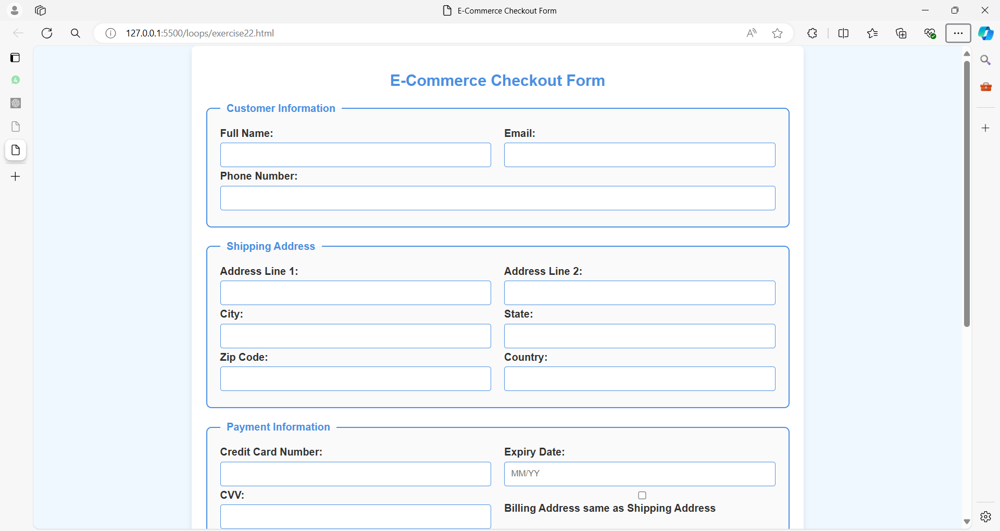 E-Commerce Checkout Form
127.0.0.1:5500/loops/exercise22.html
E-Commerce Checkout Form
Customer Information
Full Name: Email:
Phone Number:
Shipping Address
Address Line 1: Address Line 2:
City: State:
Zip Code: Country:
Payment Information
Credit Card Number: Expiry Date:
MM/YY
CVV:
Billing Address same as Shipping Address